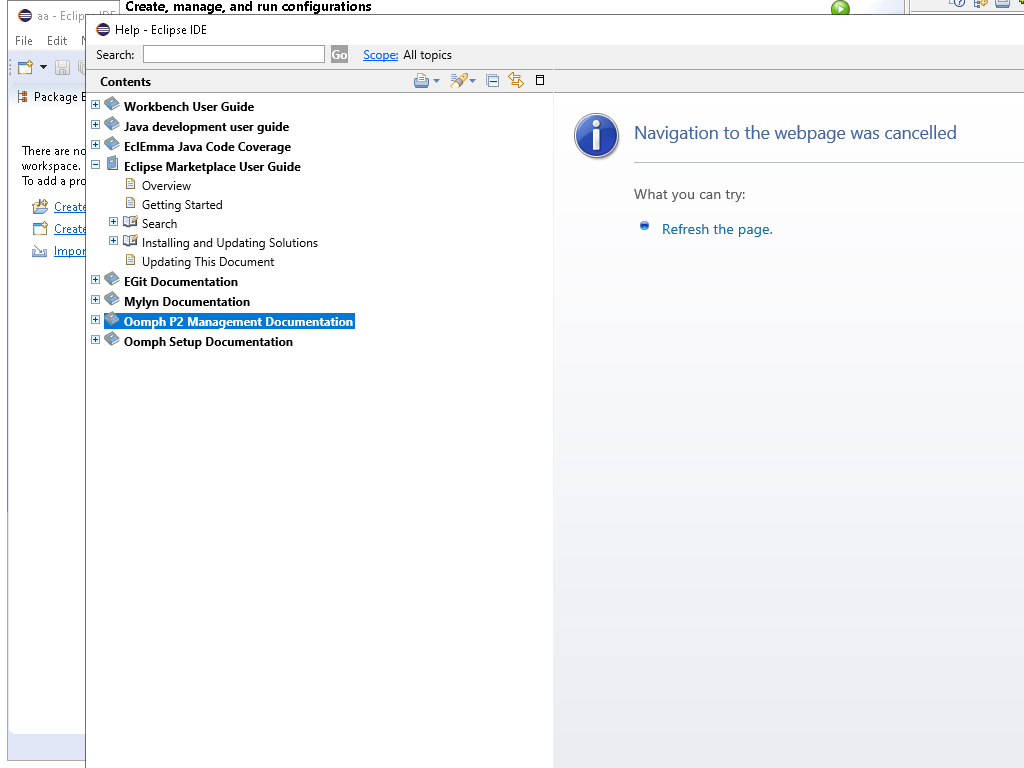 Create, manage, and run configurations
aa - Eclipse IDE
Help - Eclipse IDE
File Edit
Search: Go Scope: All topics
Contents
Package
Workbench User Guide
Java development user guide
EclEmma Java Code Coverage
Eclipse Marketplace User Guide
Overview
Getting Started
Search
Installing and Updating Solutions
Updating This Document
EGit Documentation
Mylyn Documentation
Oomph P2 Management Documentation
Oomph Setup Documentation
There are no
workspace.
To add a pro
Create
Create
Impor
Navigation to the webpage was cancelled
What you can try:
Refresh the page.